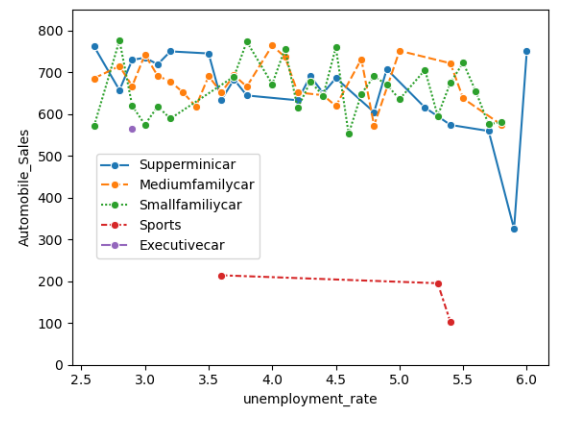 800
700
600
500
400
300
200
100
0
Automobile_Sales
Supperminicar
Mediumfamilycar
Smallfamiliycar
Sports
Executivecar
2.5 3.0 3.5 4.0 4.5 5.0 5.5 6.0
unemployment_rate